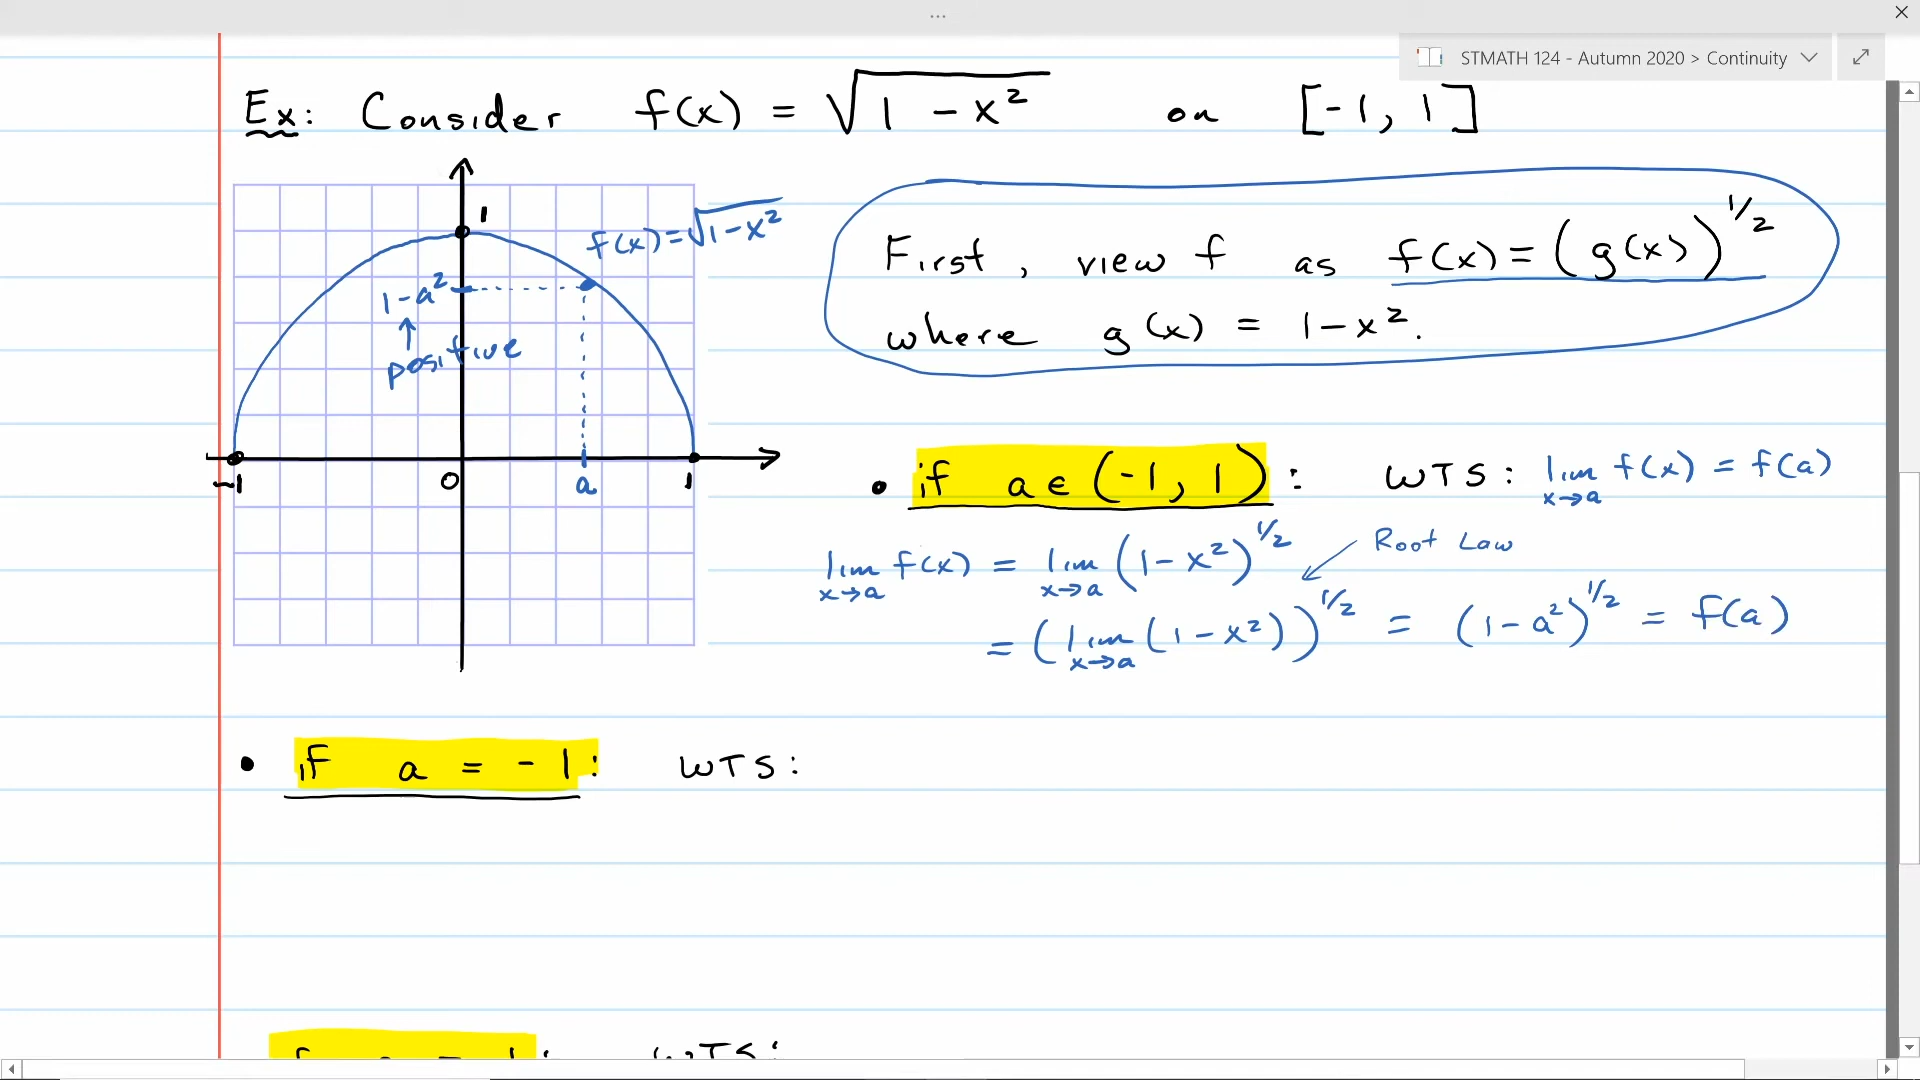 ...
STMATH 124 - Autumn 2020 > Continuity
Ex: Consider f(x) = √(1 - x²) on [-1, 1]
1
f(x) = √(1-x²)
1-a²
↑
positive
-1 0 a 1
First, view f as f(x) = (g(x))^1/2
where g(x) = 1-x².
• if a ∈ (-1, 1): WTS: lim x→a f(x) = f(a)
lim x→a f(x) = lim x→a (1-x²)^1/2 Root Law
= (lim x→a (1-x²))^1/2 = (1-a²)^1/2 = f(a)
• if a = -1: WTS:
WTS: